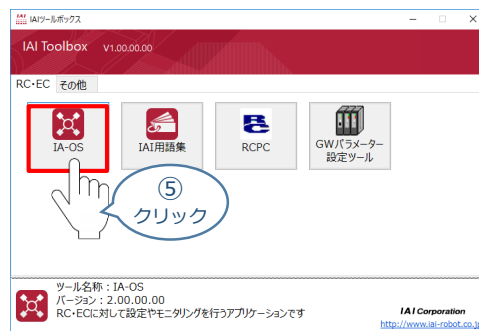 IAI IAIツールボックス
IAI Toolbox V1.00.00.00
RC・EC その他
IA-OS
IAI用語集
RCPC
GWパラメーター
設定ツール
⑤
クリック
ツール名称：IA-OS
バージョン：2.00.00.00
RC・ECに対して設定やモニタリングを行うアプリケーションです
IAI Corporation
http://www.iai-robot.co.jp